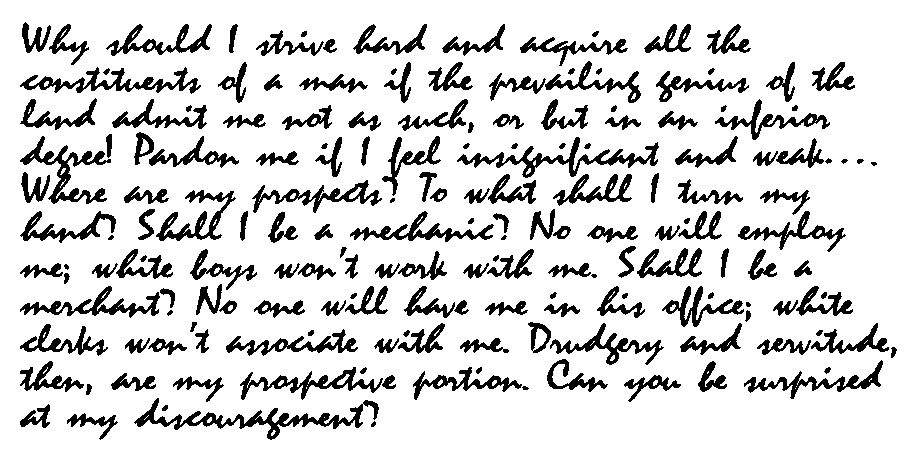 Why should I strive hard and acquire all the
constituents of a man if the prevailing genius of the
land admit me not as such, or but in an inferior
degree! Pardon me if I feel insignificant and weak....
Where are my prospects? To what shall I turn my
hand? Shall I be a mechanic? No one will employ
me; white boys won't work with me. Shall I be a
merchant? No one will have me in his office; white
clerks won't associate with me. Drudgery and servitude,
then, are my prospective portion. Can you be surprised
at my discouragement?